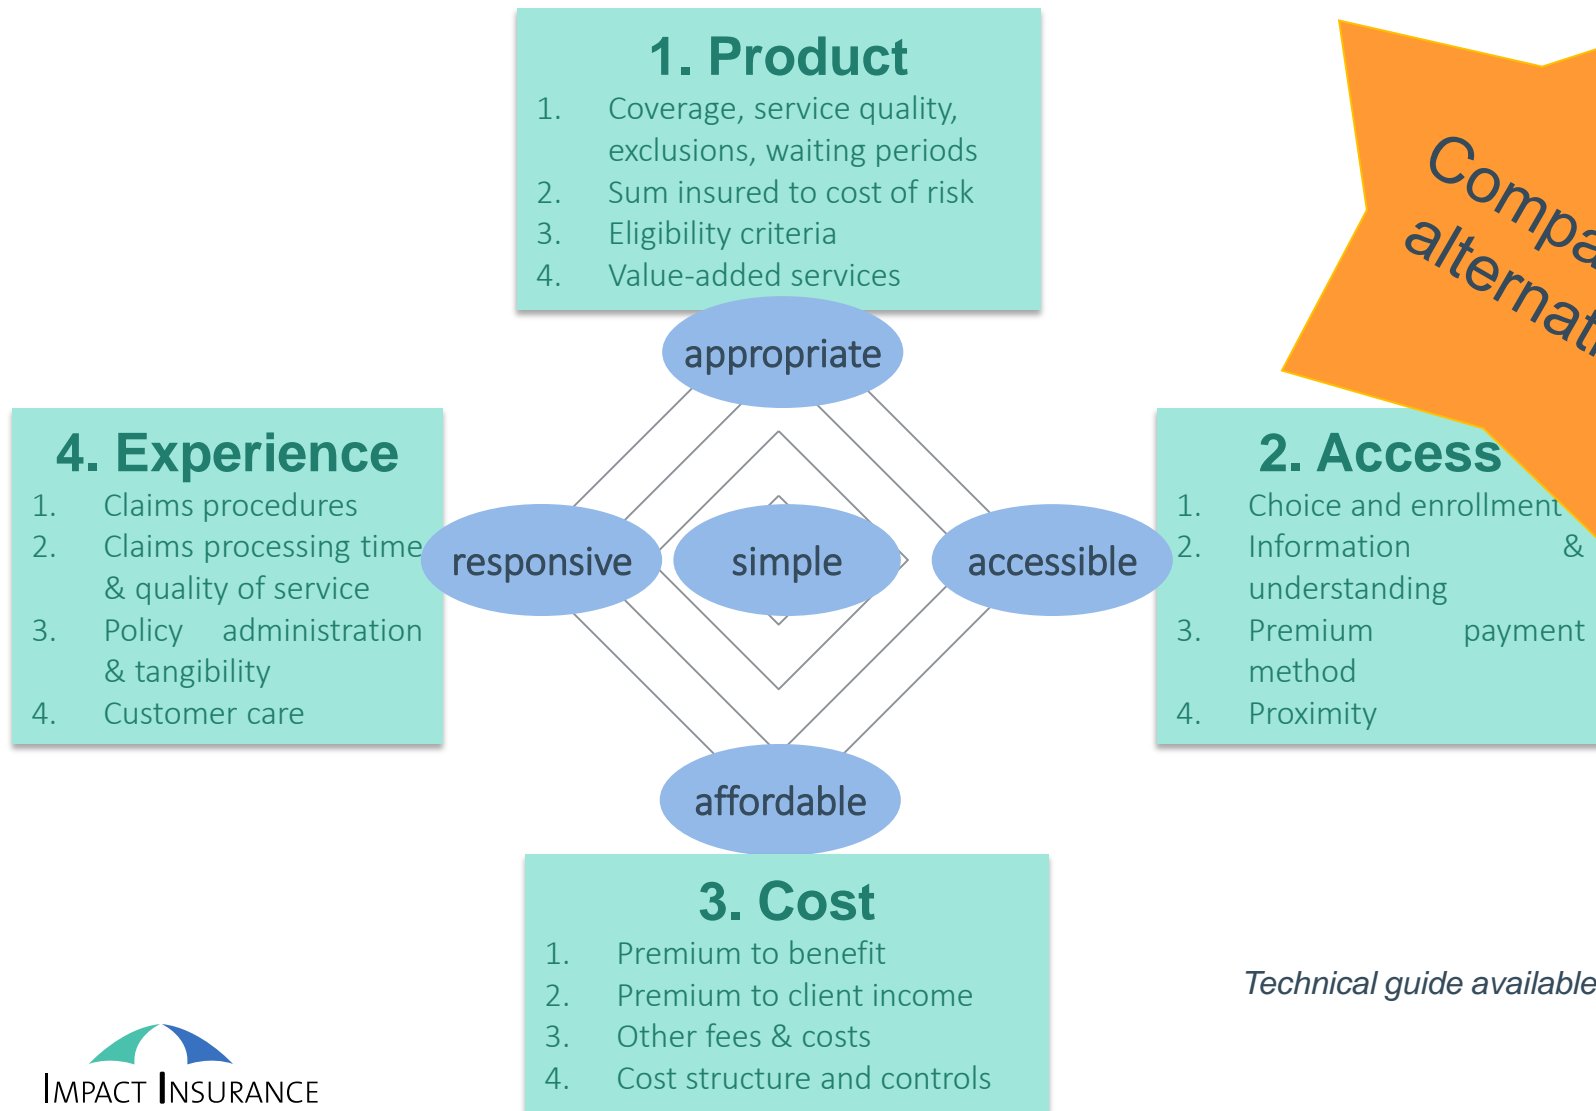 1. Product
1. Coverage, service quality,
exclusions, waiting periods
2. Sum insured to cost of risk
3. Eligibility criteria
4. Value-added services
appropriate
4. Experience
1. Claims procedures
2. Claims processing time
& quality of service
3. Policy administration
& tangibility
4. Customer care
responsive
simple
accessible
2. Access
1. Choice and enrollment
2. Information &
understanding
3. Premium payment
method
4. Proximity
affordable
3. Cost
1. Premium to benefit
2. Premium to client income
3. Other fees & costs
4. Cost structure and controls
Technical guide available
IMPACT INSURANCE